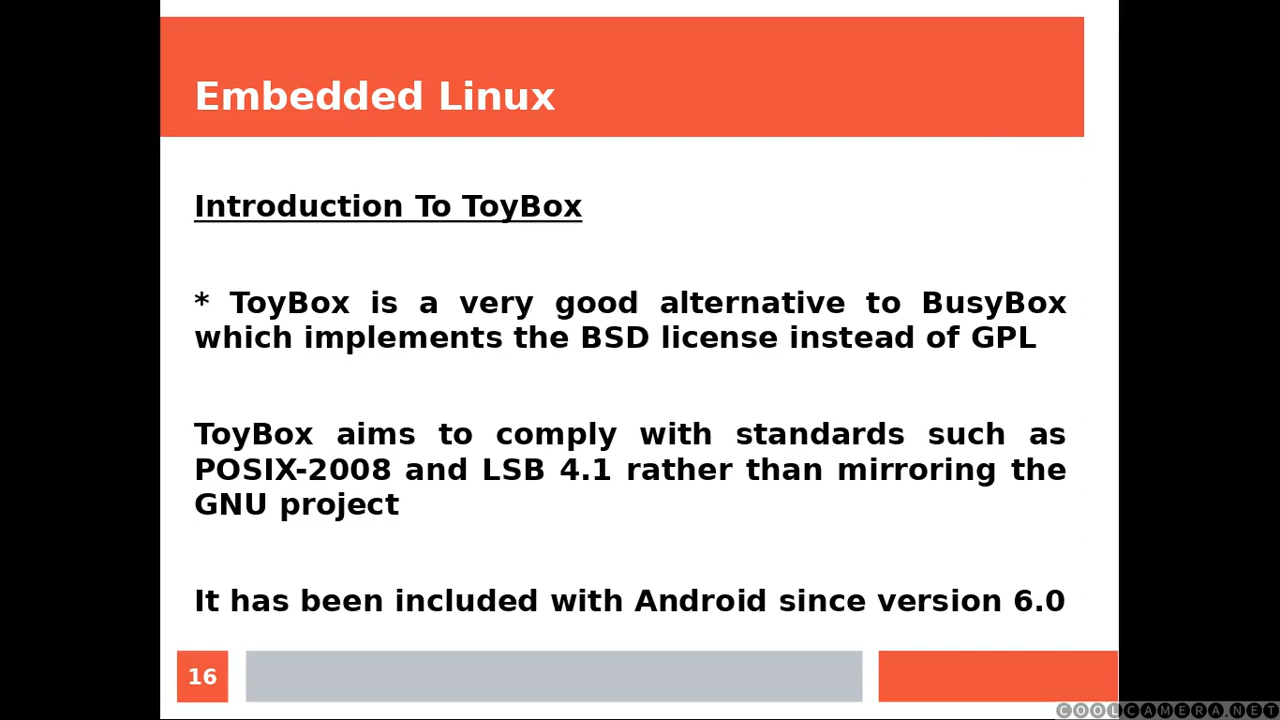 Embedded Linux
Introduction To ToyBox
* ToyBox is a very good alternative to BusyBox
which implements the BSD license instead of GPL
ToyBox aims to comply with standards such as
POSIX-2008 and LSB 4.1 rather than mirroring the
GNU project
It has been included with Android since version 6.0
16
COOLCAMERA.NET